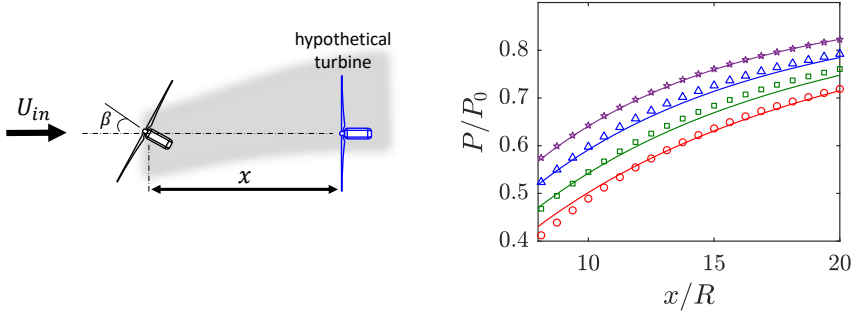 hypothetical
turbine
U_in
β
x
P/P_0
0.8
0.7
0.6
0.5
0.4
10
15
20
x/R